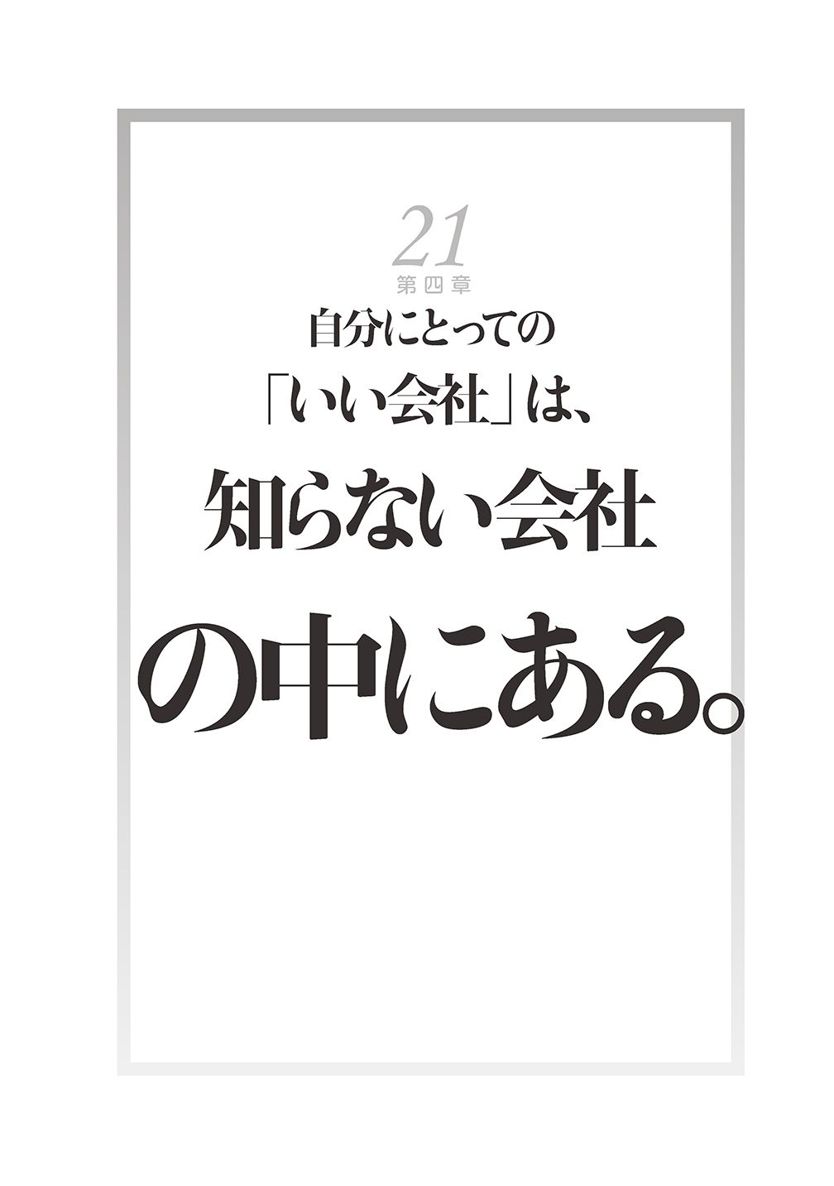 21
第四章
自分にとっての
「いい会社」は、
知らない会社
の中にある。